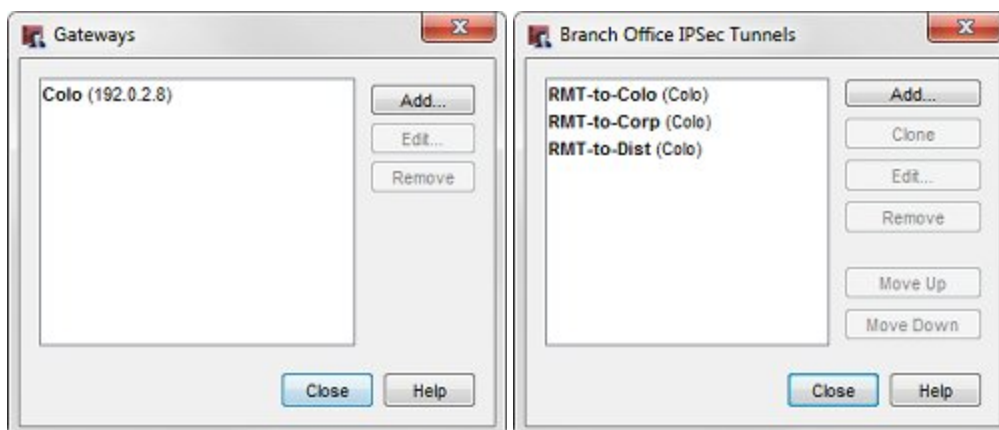 Gateways
Colo (192.0.2.8)
Add...
Edit...
Remove
Close
Help
Branch Office IPSec Tunnels
RMT-to-Colo (Colo)
RMT-to-Corp (Colo)
RMT-to-Dist (Colo)
Add...
Clone
Edit...
Remove
Move Up
Move Down
Close
Help